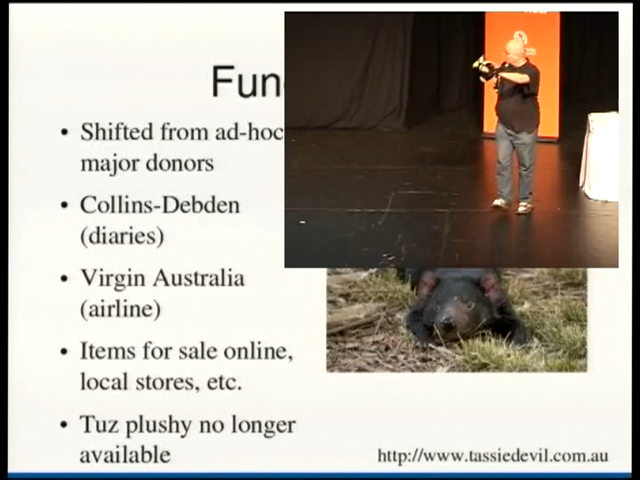 Fun
• Shifted from ad-hoc
major donors
• Collins-Debden
(diaries)
• Virgin Australia
(airline)
• Items for sale online,
local stores, etc.
• Tuz plushy no longer
available
http://www.tassiedevil.com.au